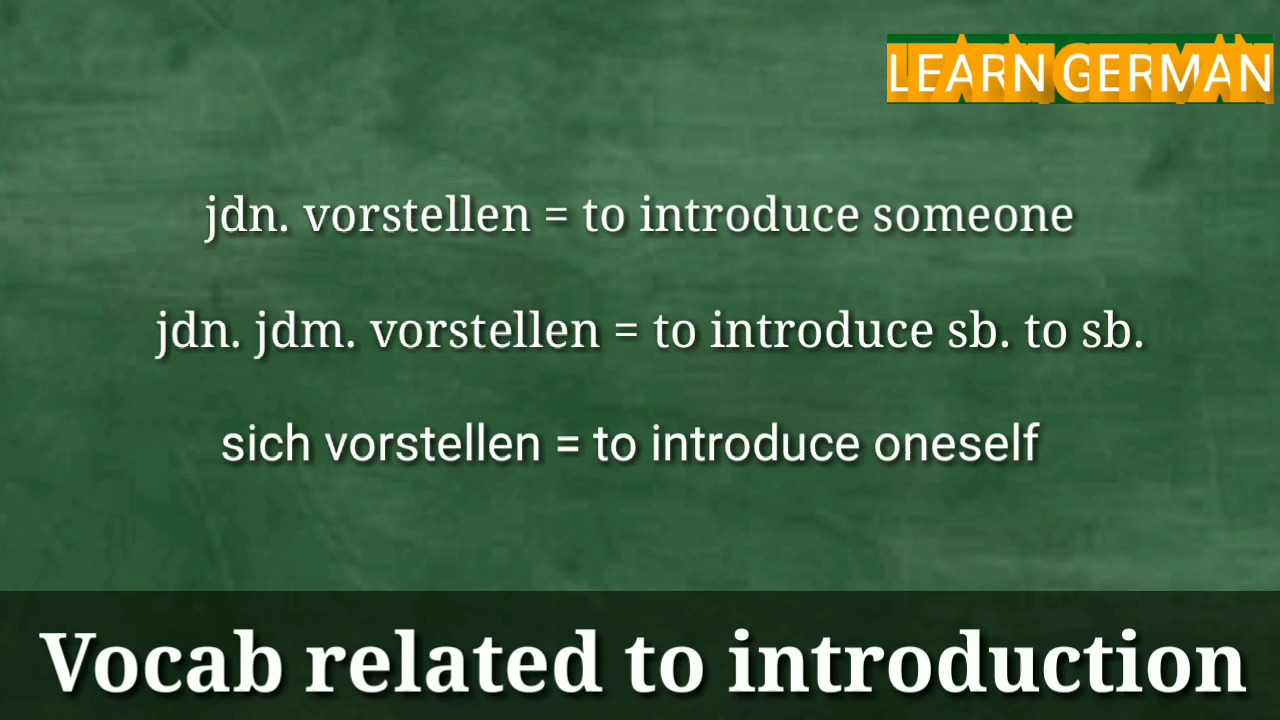 LEARN GERMAN
jdn. vorstellen = to introduce someone
jdn. jdm. vorstellen = to introduce sb. to sb.
sich vorstellen = to introduce oneself
Vocab related to introduction